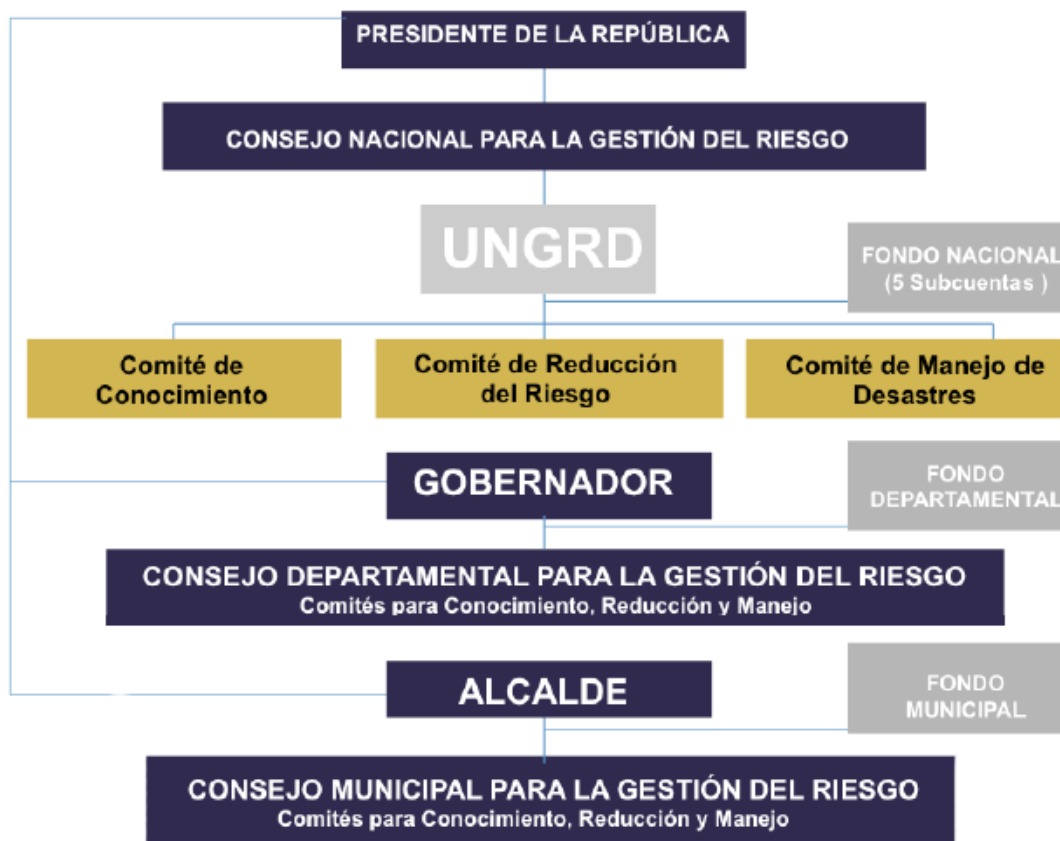 PRESIDENTE DE LA REPÚBLICA
CONSEJO NACIONAL PARA LA GESTIÓN DEL RIESGO
UNGRD
FONDO NACIONAL
(5 Subcuentas )
Comité de
Conocimiento
Comité de Reducción
del Riesgo
Comité de Manejo de
Desastres
GOBERNADOR
FONDO
DEPARTAMENTAL
CONSEJO DEPARTAMENTAL PARA LA GESTIÓN DEL RIESGO
Comités para Conocimiento, Reducción y Manejo
ALCALDE
FONDO
MUNICIPAL
CONSEJO MUNICIPAL PARA LA GESTIÓN DEL RIESGO
Comités para Conocimiento, Reducción y Manejo